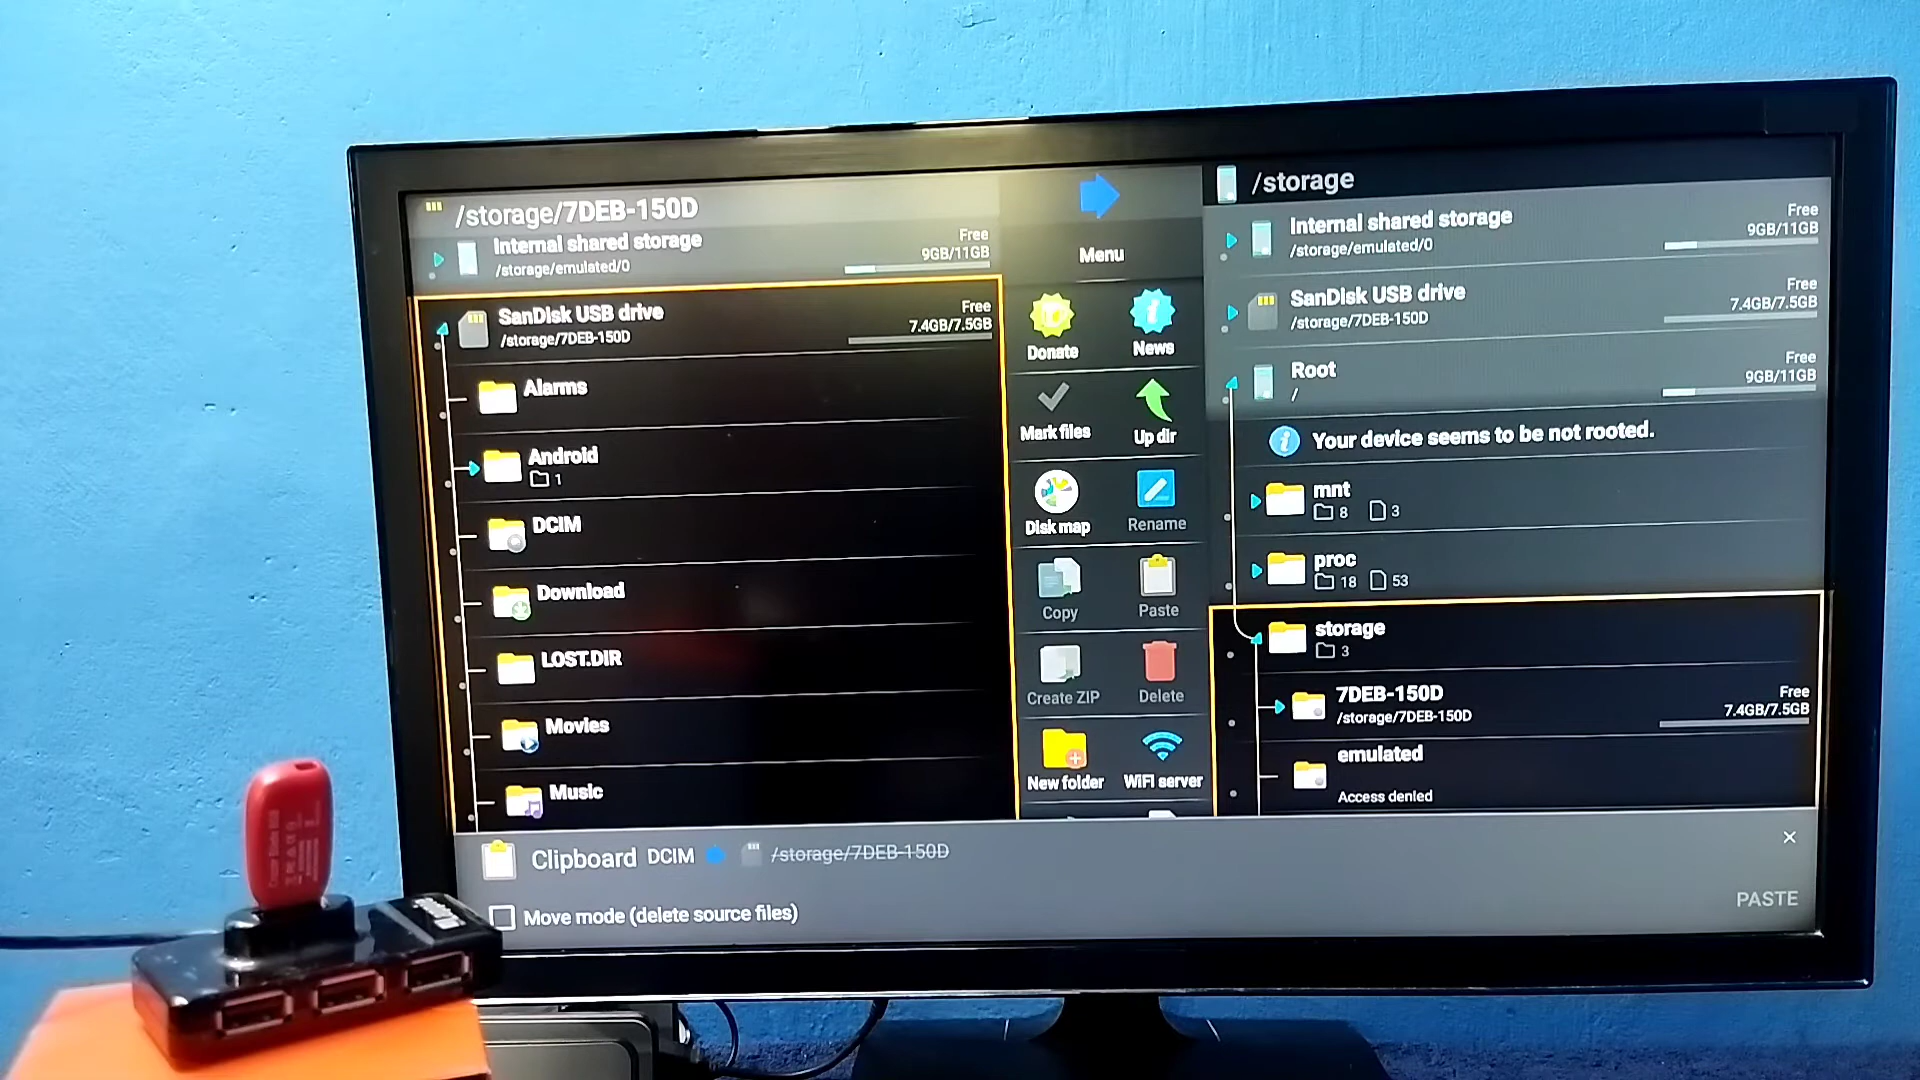 /storage/7DEB-150D
Internal shared storage
/storage/emulated/0
Free
9GB/11GB
SanDisk USB drive
/storage/7DEB-150D
Free
7.4GB/7.5GB
Alarms
Android
1
DCIM
Download
LOST.DIR
Movies
Music
Menu
Donate
News
Mark files
Up dir
Disk map
Rename
Copy
Paste
Create ZIP
Delete
New folder
WiFi server
/storage
Internal shared storage
/storage/emulated/0
Free
9GB/11GB
SanDisk USB drive
/storage/7DEB-150D
Free
7.4GB/7.5GB
Root
/
Free
9GB/11GB
Your device seems to be not rooted.
mnt
8 3
proc
18 53
storage
3
7DEB-150D
/storage/7DEB-150D
Free
7.4GB/7.5GB
emulated
Access denied
Clipboard DCIM /storage/7DEB-150D
Move mode (delete source files)
PASTE